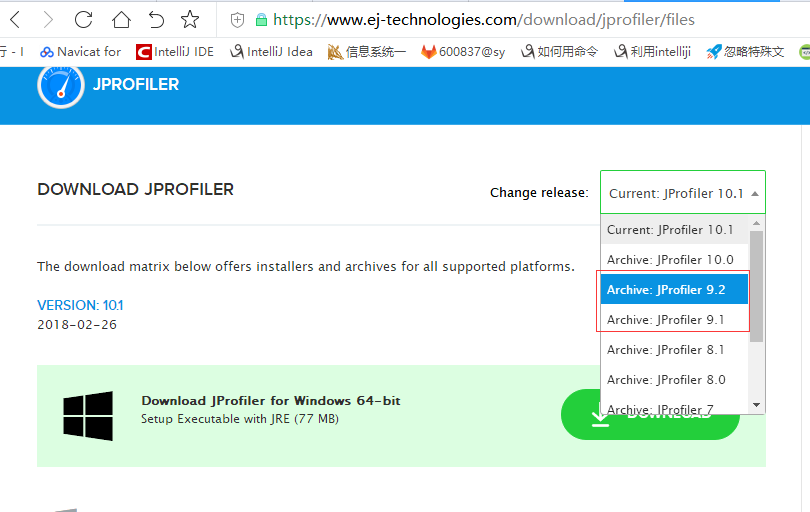 https://www.ej-technologies.com/download/jprofiler/files
行 - I
Navicat for
IntelliJ IDE
IntelliJ Idea
信息系统一
600837@sy
如何用命令
利用intelliji
忽略特殊文
JPROFILER
DOWNLOAD JPROFILER
Change release:
Current: JProfiler 10.1
Current: JProfiler 10.1
Archive: JProfiler 10.0
Archive: JProfiler 9.2
Archive: JProfiler 9.1
Archive: JProfiler 8.1
Archive: JProfiler 8.0
Archive: JProfiler 7
The download matrix below offers installers and archives for all supported platforms.
VERSION: 10.1
2018-02-26
Download JProfiler for Windows 64-bit
Setup Executable with JRE (77 MB)
DOWNLOAD